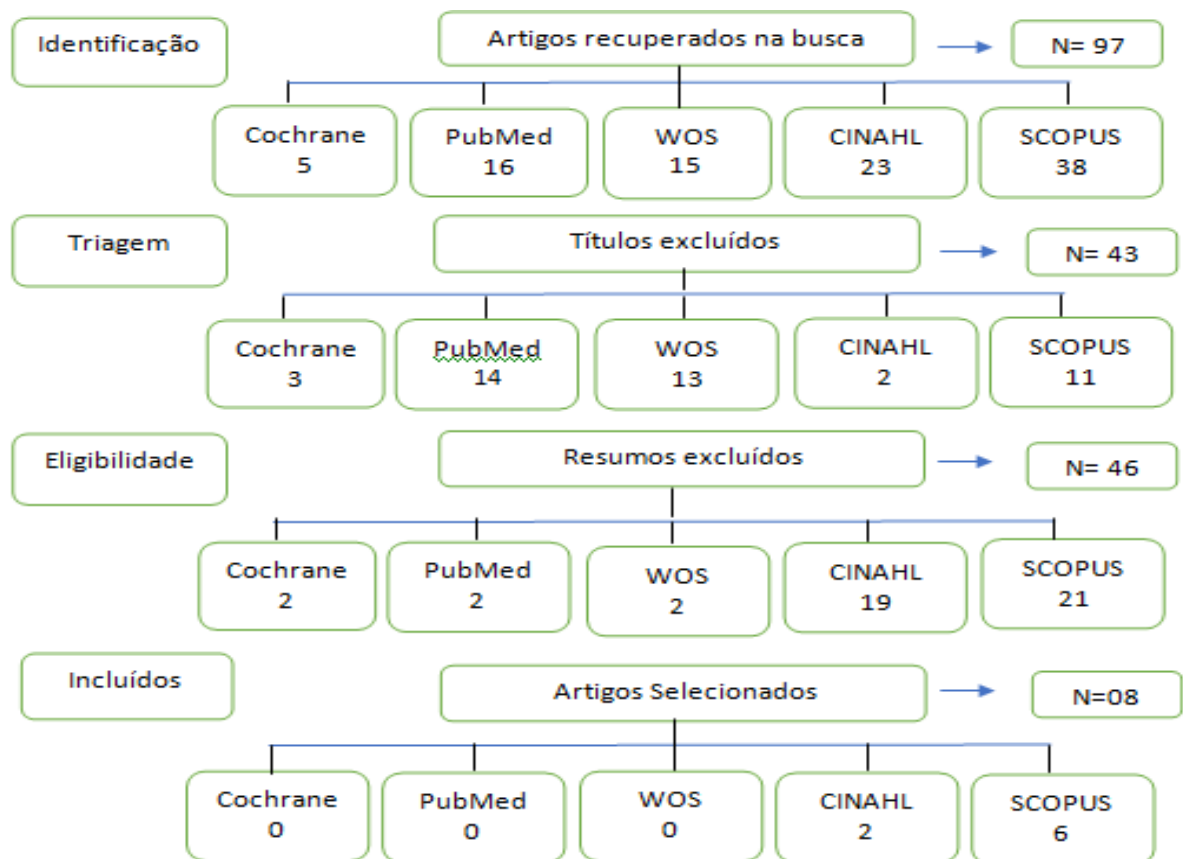 Identificação
Artigos recuperados na busca
N= 97
Cochrane
5
PubMed
16
WOS
15
CINAHL
23
SCOPUS
38
Triagem
Títulos excluídos
N= 43
Cochrane
3
PubMed
14
WOS
13
CINAHL
2
SCOPUS
11
Eligibilidade
Resumos excluídos
N= 46
Cochrane
2
PubMed
2
WOS
2
CINAHL
19
SCOPUS
21
Incluídos
Artigos Selecionados
N=08
Cochrane
0
PubMed
0
WOS
0
CINAHL
2
SCOPUS
6